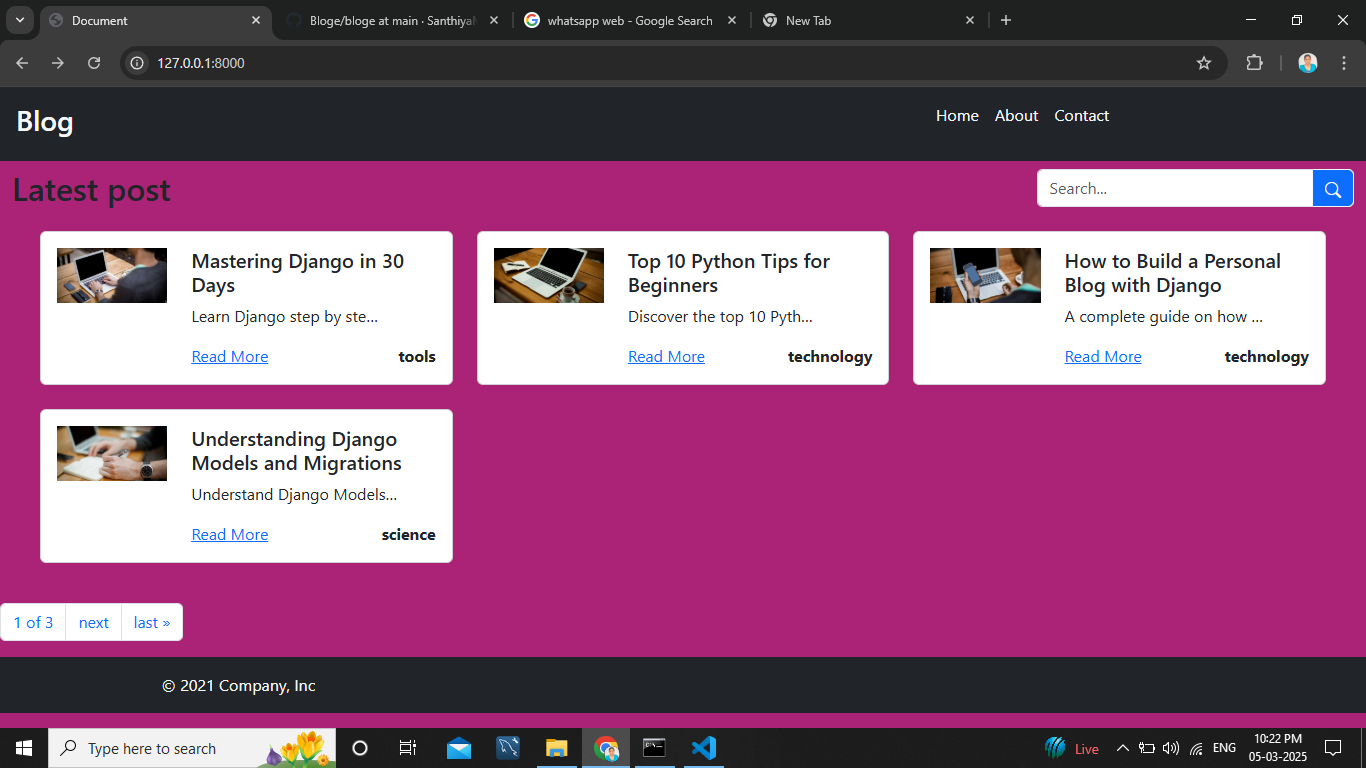 Document
Bloge/bloge at main · Santhiya
whatsapp web - Google Search
New Tab
127.0.0.1:8000
Blog
Home About Contact
Latest post
Search...
Mastering Django in 30
Days
Learn Django step by ste...
Read More tools
Top 10 Python Tips for
Beginners
Discover the top 10 Pyth...
Read More technology
How to Build a Personal
Blog with Django
A complete guide on how ...
Read More technology
Understanding Django
Models and Migrations
Understand Django Models...
Read More science
1 of 3 next last »
© 2021 Company, Inc
Type here to search
Live
ENG
10:22 PM
05-03-2025